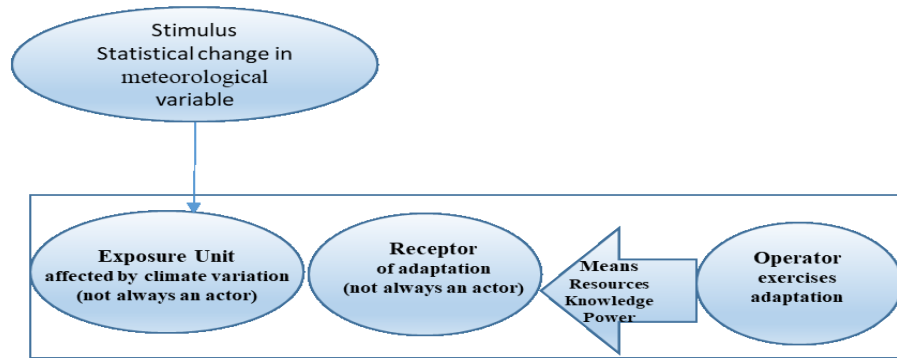 Stimulus
Statistical change in
meteorological
variable
Exposure Unit
affected by climate variation
(not always an actor)
Receptor
of adaptation
(not always an actor)
Means
Resources
Knowledge
Power
Operator
exercises
adaptation